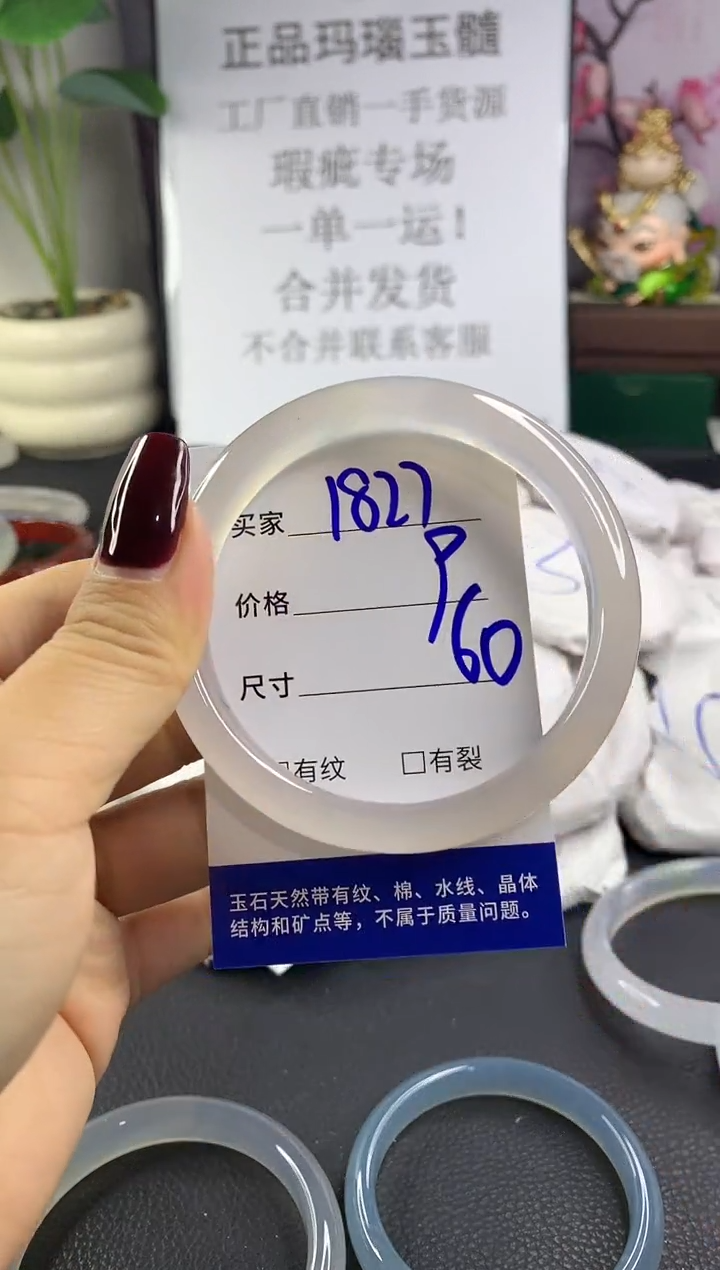 正品玛瑙玉髓
工厂直销一手货源
瑕疵专场
一单一运！
合并发货
不合并联系客服
买家 1827
价格 P
尺寸 60
□有纹 □有裂
玉石天然带有纹、棉、水线、晶体
结构和矿点等，不属于质量问题。